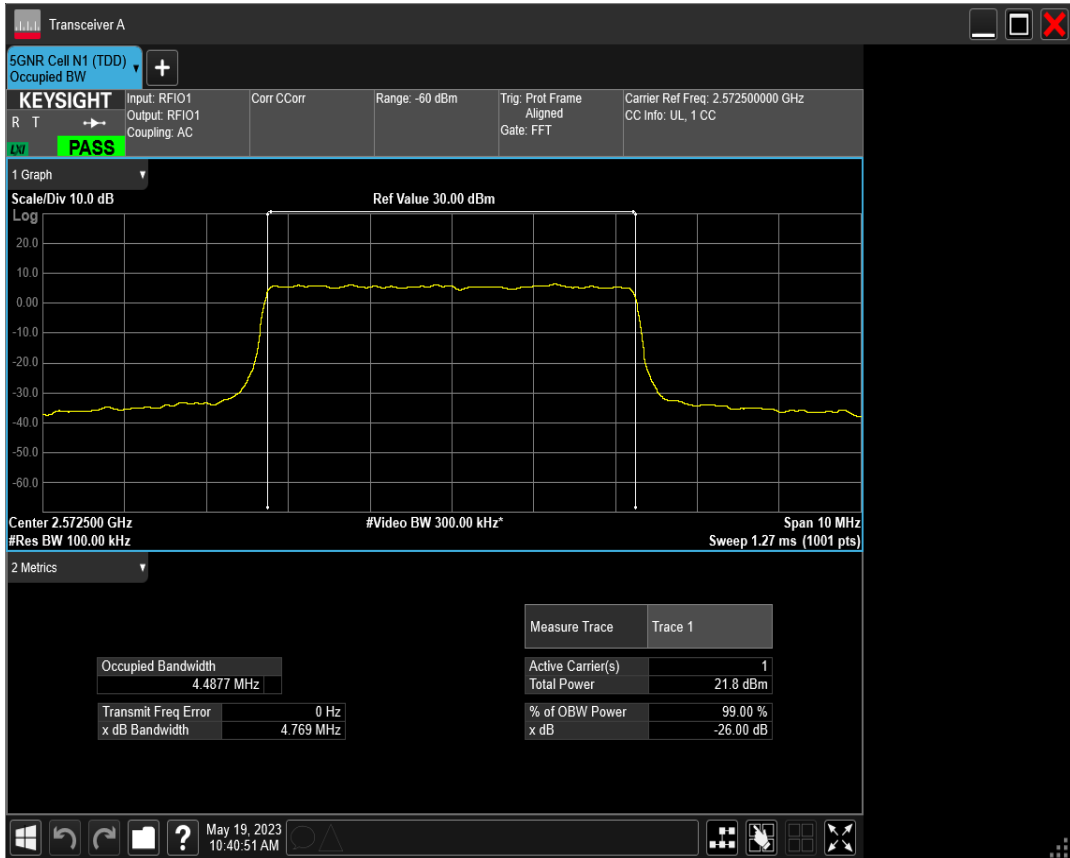 Transceiver A
5GNR Cell N1 (TDD)
Occupied BW
+
KEYSIGHT
R T
LXI
PASS
Input: RFIO1
Output: RFIO1
Coupling: AC
Corr CCorr
Range: -60 dBm
Trig: Prot Frame
Aligned
Gate: FFT
Carrier Ref Freq: 2.572500000 GHz
CC Info: UL, 1 CC
1 Graph
Scale/Div 10.0 dB
Ref Value 30.00 dBm
Log
20.0
10.0
0.00
-10.0
-20.0
-30.0
-40.0
-50.0
-60.0
Center 2.572500 GHz
#Video BW 300.00 kHz*
Span 10 MHz
#Res BW 100.00 kHz
Sweep 1.27 ms (1001 pts)
2 Metrics
Measure Trace Trace 1
Occupied Bandwidth
4.4877 MHz
Active Carrier(s) 1
Total Power 21.8 dBm
Transmit Freq Error 0 Hz
x dB Bandwidth 4.769 MHz
% of OBW Power 99.00 %
x dB -26.00 dB
?
May 19, 2023
10:40:51 AM